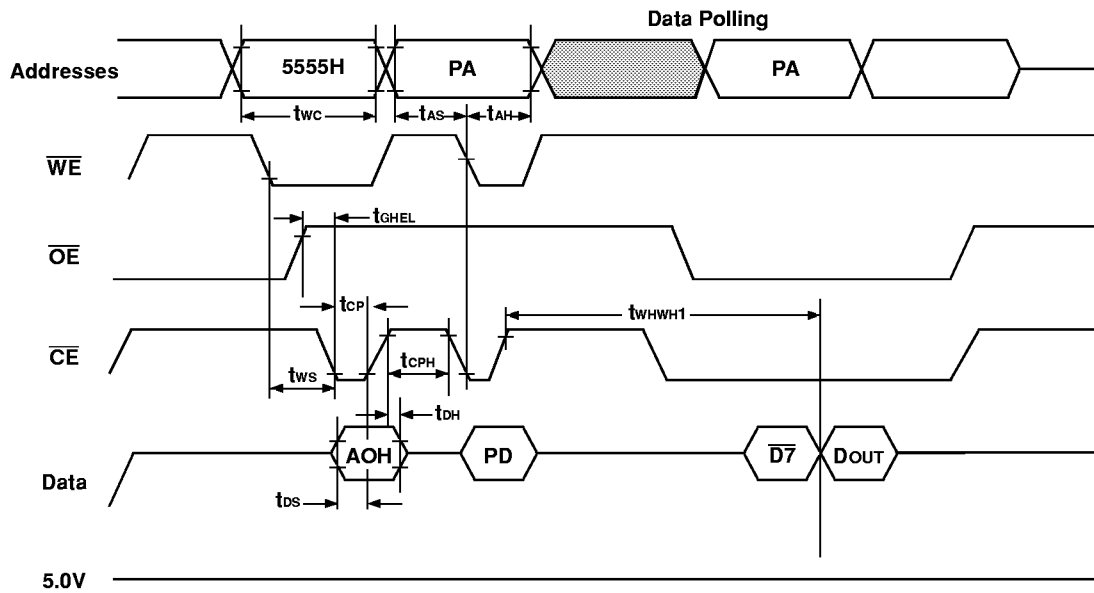 Data Polling
Addresses 5555H PA PA
tWC tAS tAH
WE
tGHEL
OE
tCP tWHWH1
CE
tCPH
tWS
tDH
Data AOH PD D7 DOUT
tDS
5.0V